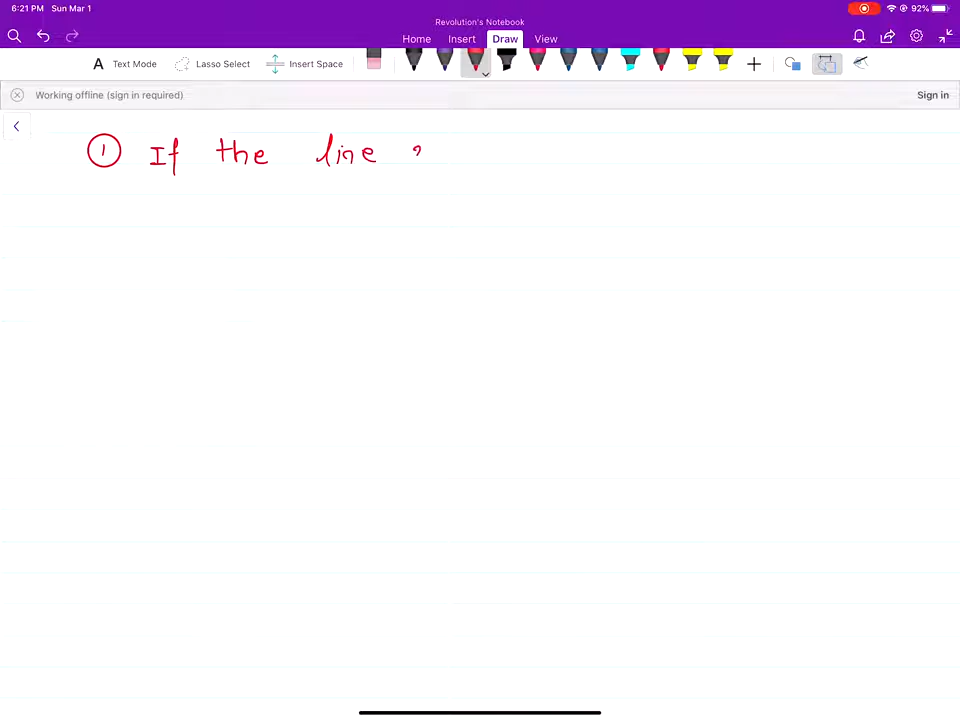 6:21 PM Sun Mar 1
92%
Revolution's Notebook
Home Insert Draw View
A Text Mode Lasso Select Insert Space
Working offline (sign in required) Sign in
① If the line